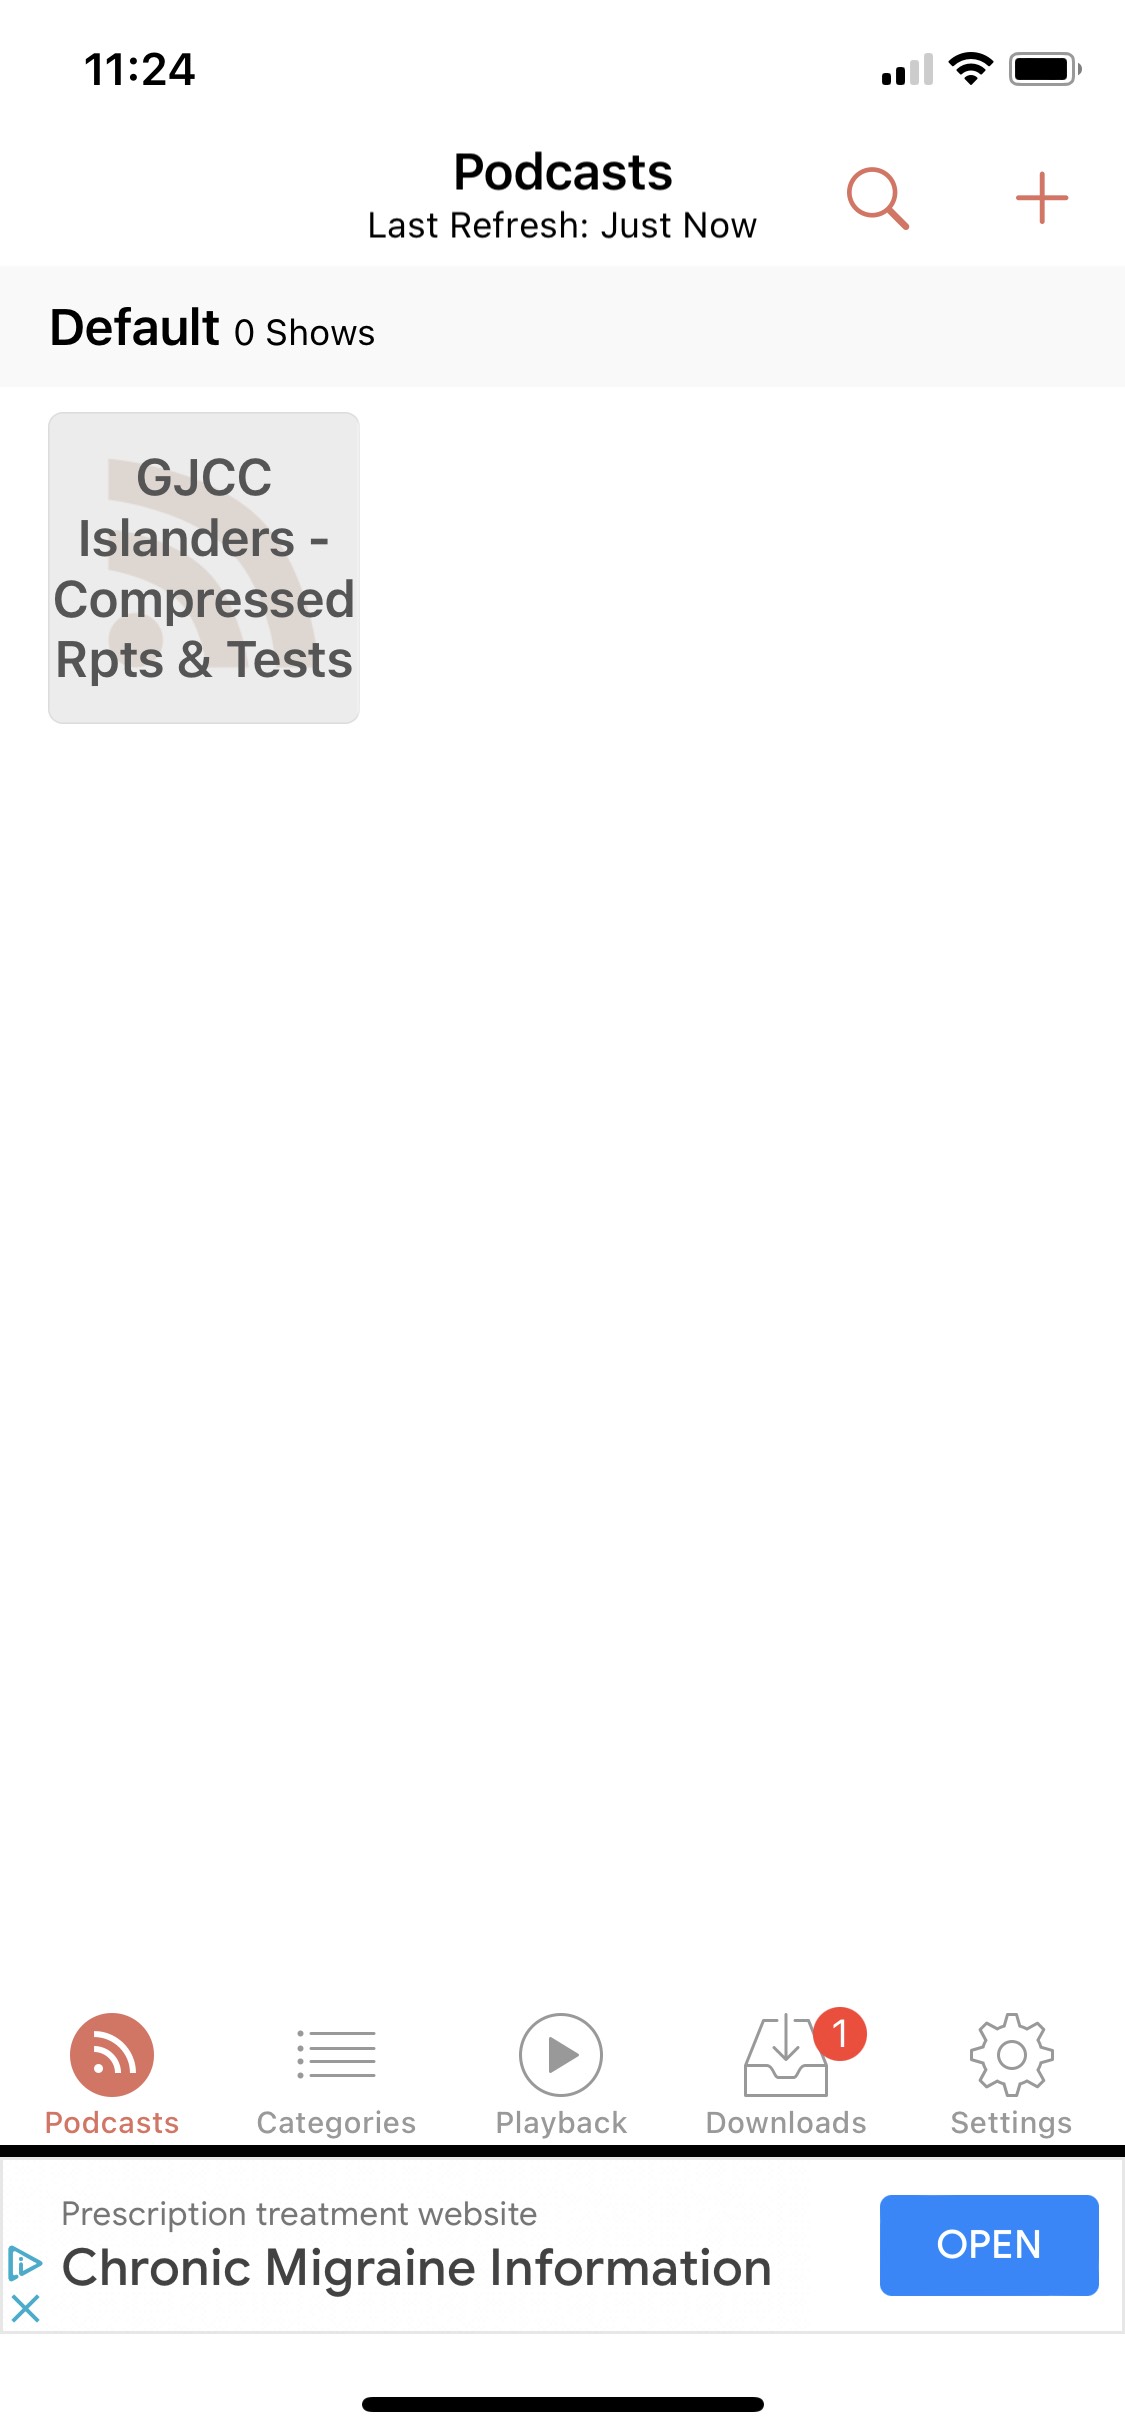 11:24
Podcasts
Last Refresh: Just Now
Default 0 Shows
GJCC
Islanders -
Compressed
Rpts & Tests
Podcasts
Categories
Playback
1
Downloads
Settings
Prescription treatment website
Chronic Migraine Information
OPEN